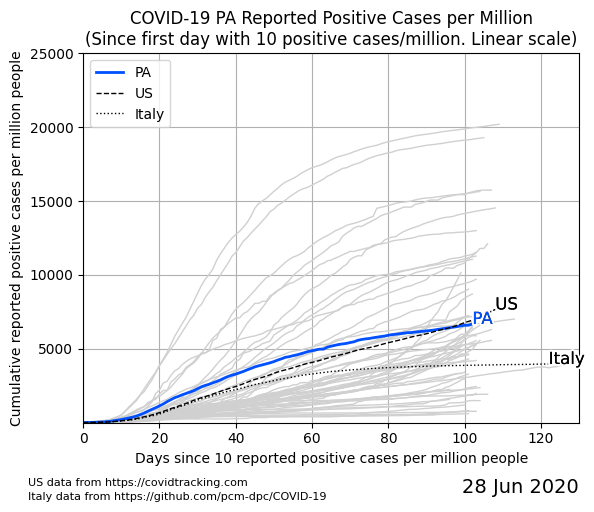 COVID-19 PA Reported Positive Cases per Million
(Since first day with 10 positive cases/million. Linear scale)
Cumulative reported positive cases per million people
25000
20000
15000
10000
5000
PA
US
Italy
US
PA
Italy
0
20
40
60
80
100
120
Days since 10 reported positive cases per million people
US data from https://covidtracking.com
Italy data from https://github.com/pcm-dpc/COVID-19
28 Jun 2020